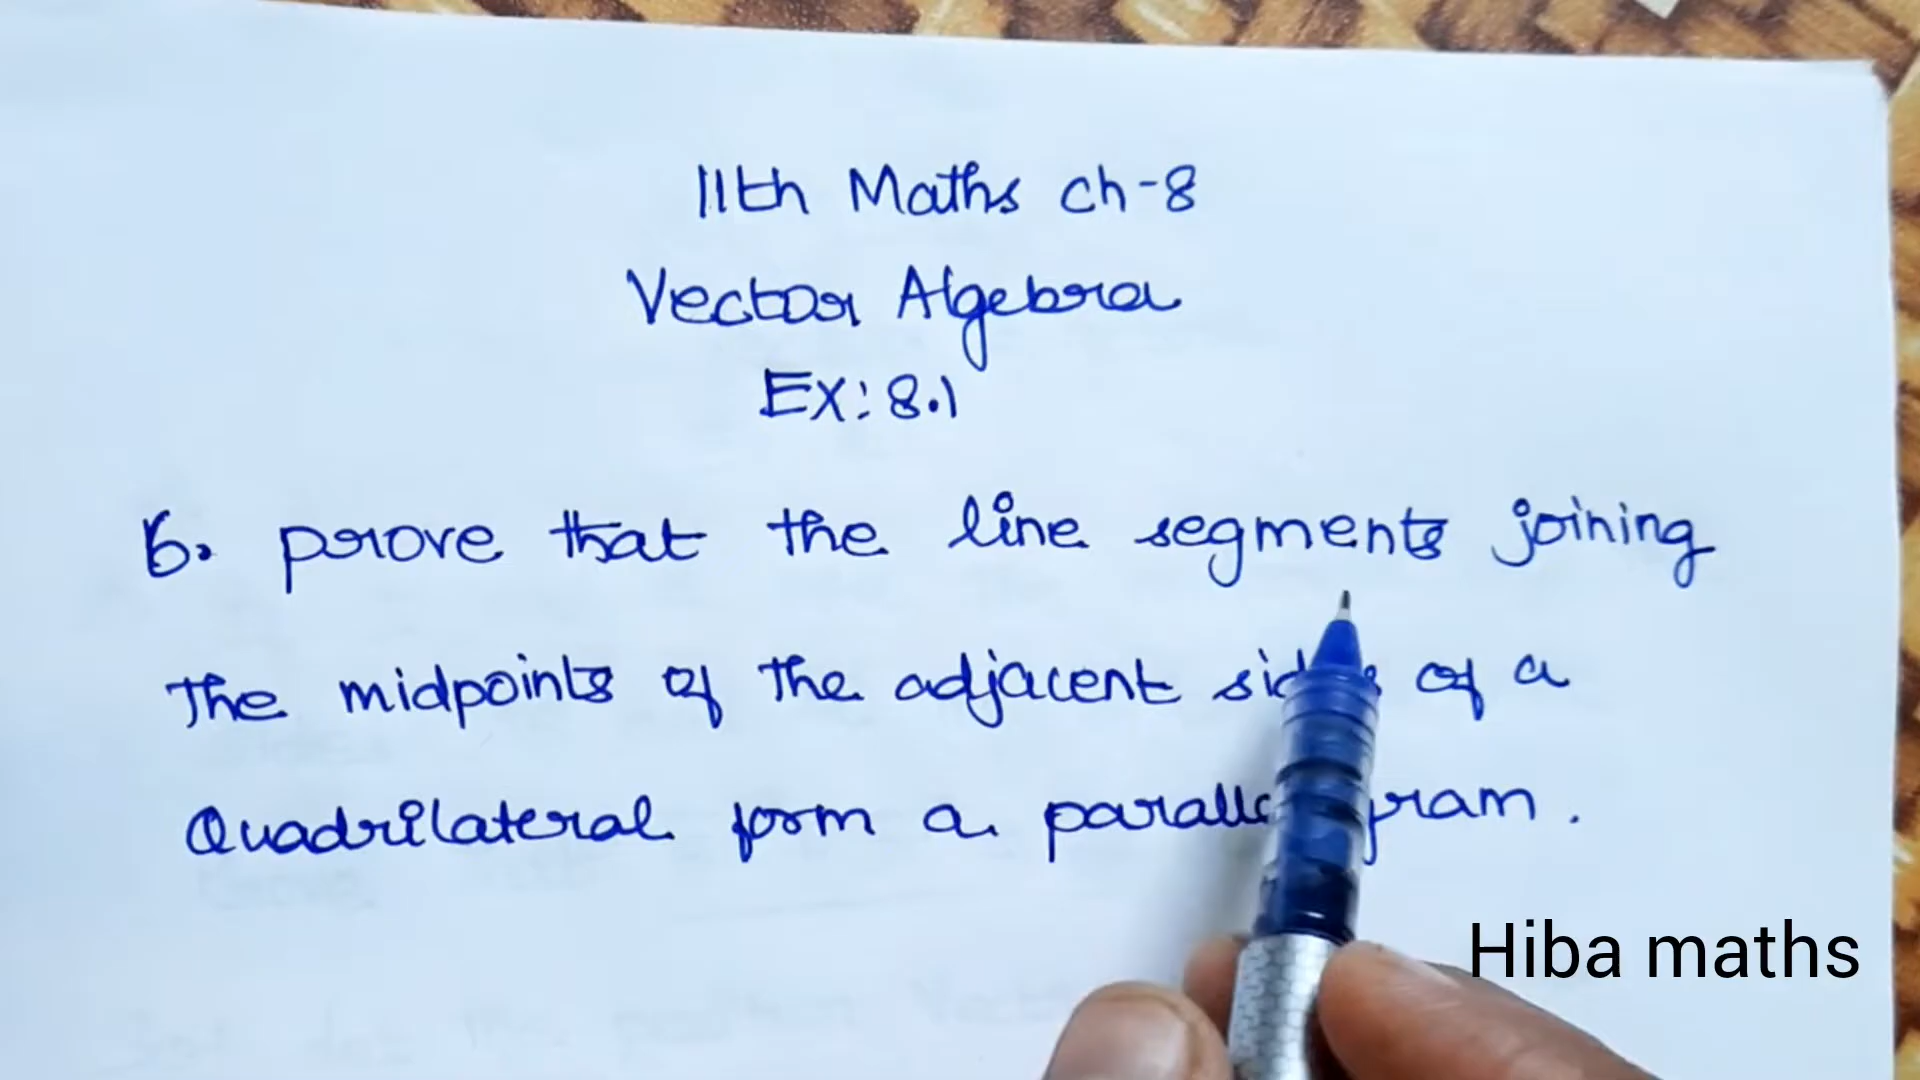 11th Maths ch-8
Vector Algebra
EX: 8.1
6. prove that the line segments joining
The midpoints of the adjacent of a
Quadrilateral form a
Hiba maths